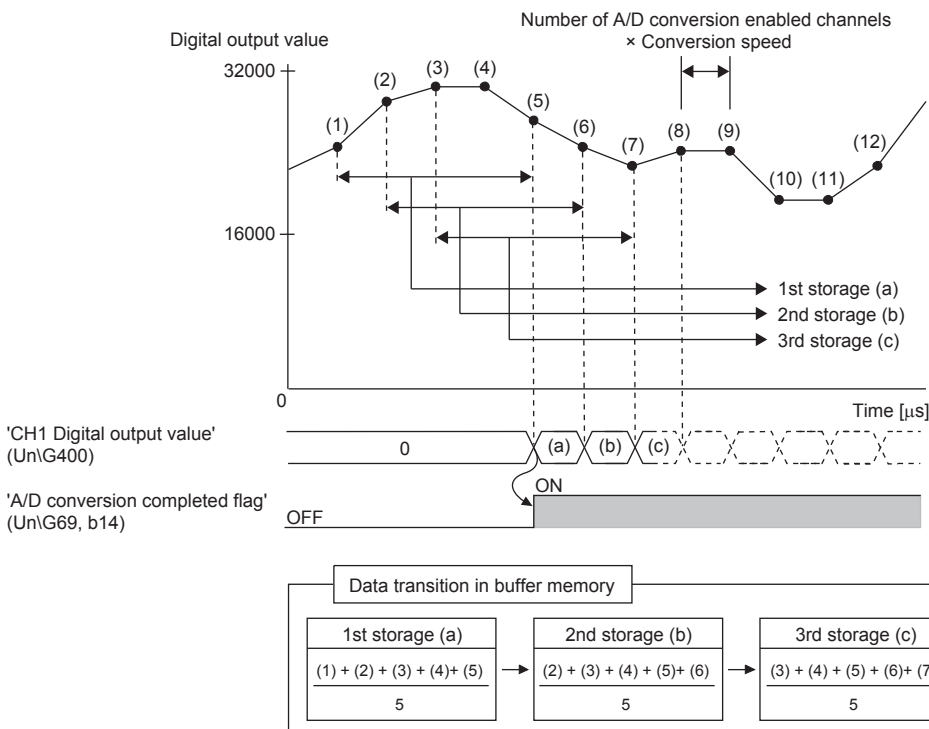 Number of A/D conversion enabled channels
× Conversion speed
Digital output value
32000
(1)
(2)
(3)
(4)
(5)
(6)
(7)
(8)
(9)
(10)
(11)
(12)
16000
1st storage (a)
2nd storage (b)
3rd storage (c)
0
Time [μs]
'CH1 Digital output value'
(Un\G400)
0
(a)
(b)
(c)
'A/D conversion completed flag'
(Un\G69, b14)
OFF
ON
Data transition in buffer memory
1st storage (a)
(1) + (2) + (3) + (4)+ (5)
5
2nd storage (b)
(2) + (3) + (4) + (5)+ (6)
5
3rd storage (c)
(3) + (4) + (5) + (6)+ (7
5